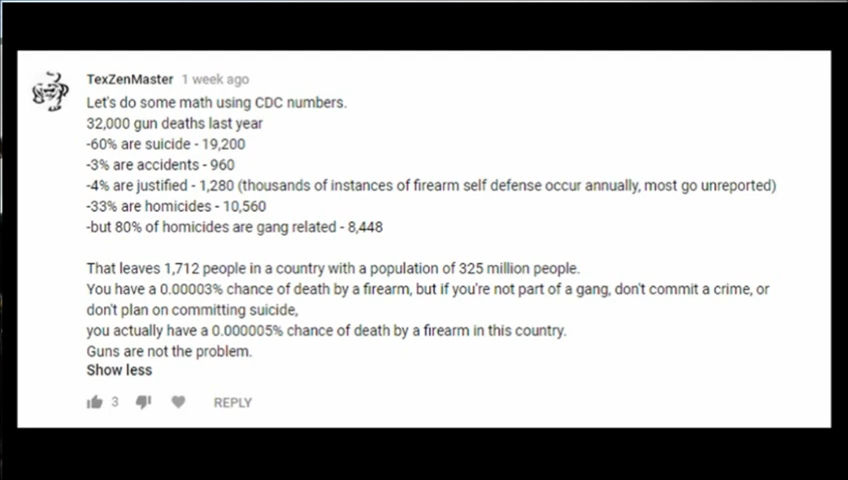 TexZenMaster 1 week ago
Let's do some math using CDC numbers.
32,000 gun deaths last year
-60% are suicide - 19,200
-3% are accidents - 960
-4% are justified - 1,280 (thousands of instances of firearm self defense occur annually, most go unreported)
-33% are homicides - 10,560
-but 80% of homicides are gang related - 8,448
That leaves 1,712 people in a country with a population of 325 million people.
You have a 0.00003% chance of death by a firearm, but if you're not part of a gang, don't commit a crime, or
don't plan on committing suicide,
you actually have a 0.000005% chance of death by a firearm in this country.
Guns are not the problem.
Show less
3 REPLY